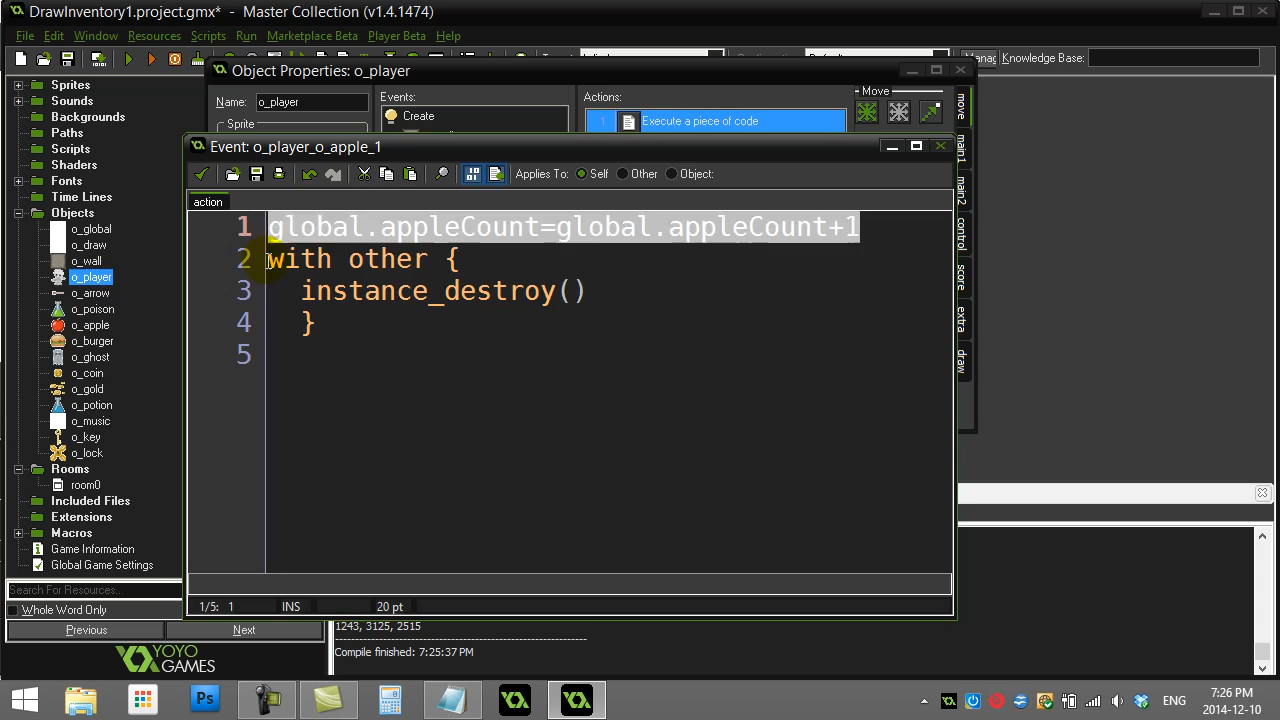 DrawInventory1.project.gmx* - Master Collection (v1.4.1474)
File Edit Window Resources Scripts Run Marketplace Beta Player Beta Help
Knowledge Base:
Sprites
Sounds
Backgrounds
Paths
Scripts
Shaders
Fonts
Time Lines
Objects
o_global
o_draw
o_wall
o_player
o_arrow
o_poison
o_apple
o_burger
o_ghost
o_coin
o_gold
o_potion
o_music
o_key
o_lock
Rooms
room0
Included Files
Extensions
Macros
Game Information
Global Game Settings
Search For Resources...
Whole Word Only
Previous Next
YOYO
GAMES
Object Properties: o_player
Name: o_player
Sprite
Events:
Create
Actions:
1 Execute a piece of code
Move
move
main1
main2
control
score
extra
draw
Event: o_player_o_apple_1
Applies To: Self Other Object:
action
1 global.appleCount=global.appleCount+1
2 with other {
3 instance_destroy()
4 }
5
1/5: 1 INS 20 pt
1243, 3125, 2515
Compile finished: 7:25:37 PM
Ps
ENG
7:26 PM
2014-12-10